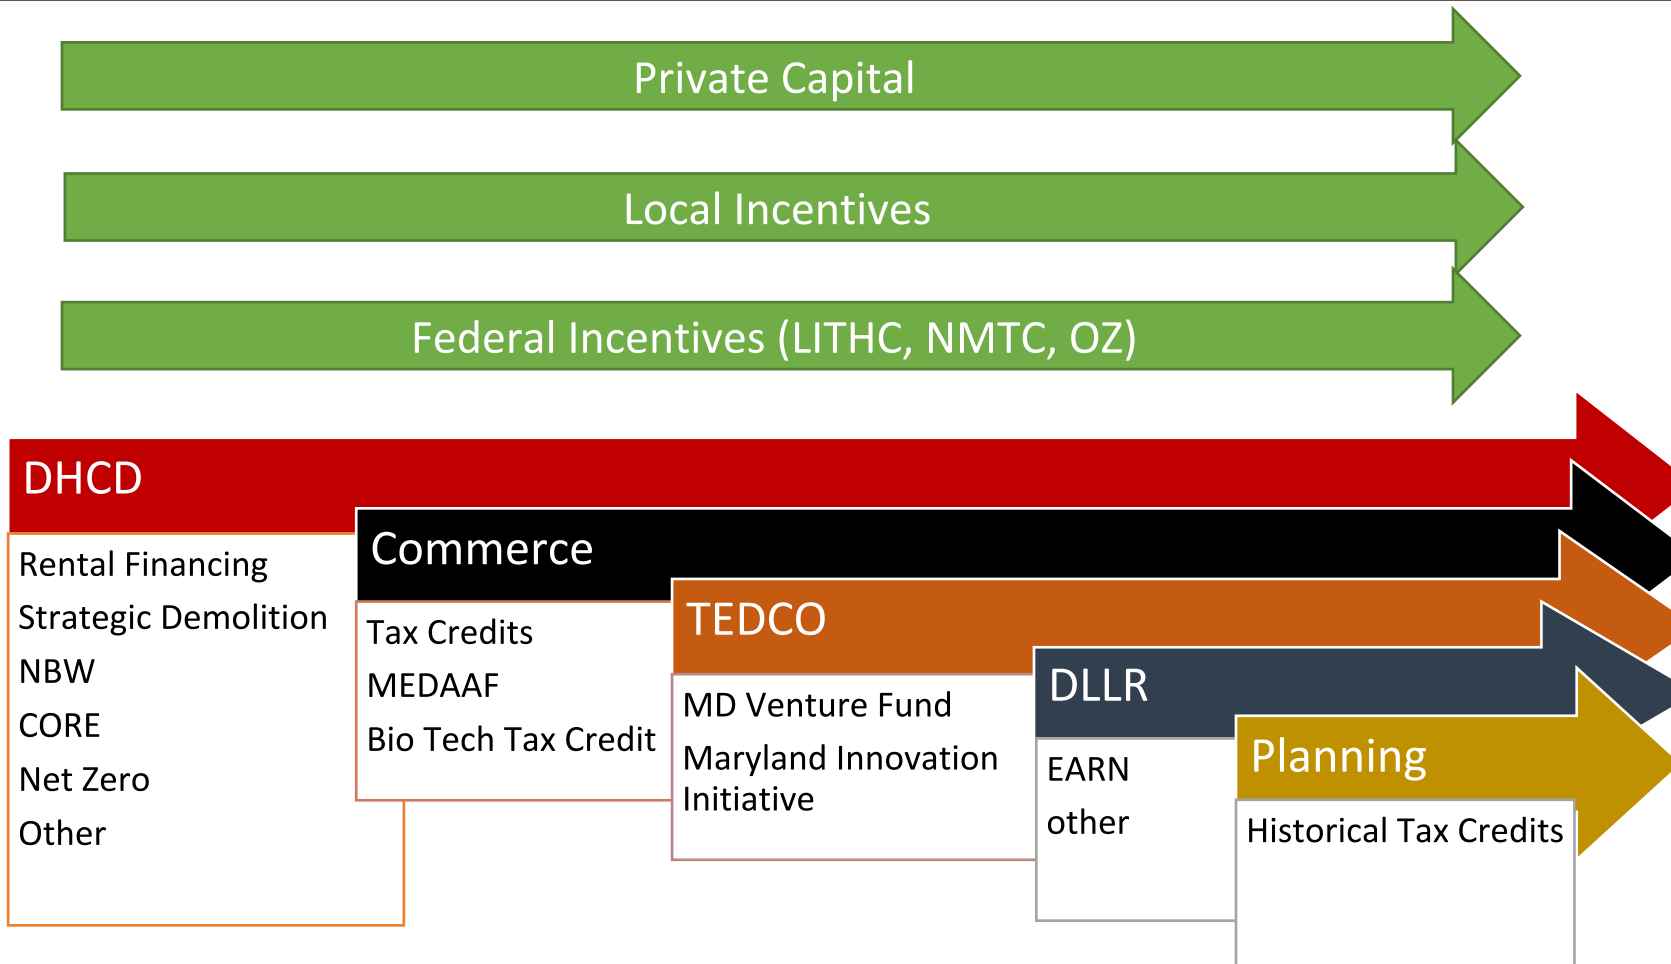 Private Capital
Local Incentives
Federal Incentives (LITHC, NMTC, OZ)
DHCD
Rental Financing
Strategic Demolition
NBW
CORE
Net Zero
Other
Commerce
Tax Credits
MEDAAF
Bio Tech Tax Credit
TEDCO
MD Venture Fund
Maryland Innovation
Initiative
DLLR
EARN
other
Planning
Historical Tax Credits